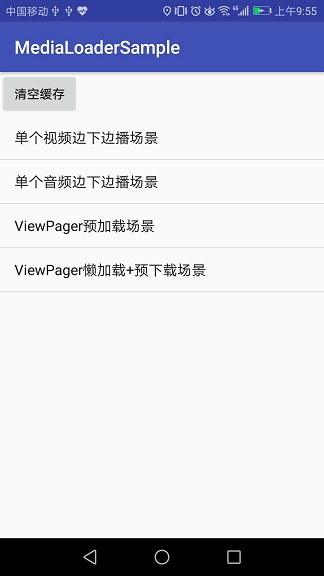 中国移动 上午9:55
MediaLoaderSample
清空缓存
单个视频边下边播场景
单个音频边下边播场景
ViewPager预加载场景
ViewPager懒加载+预下载场景